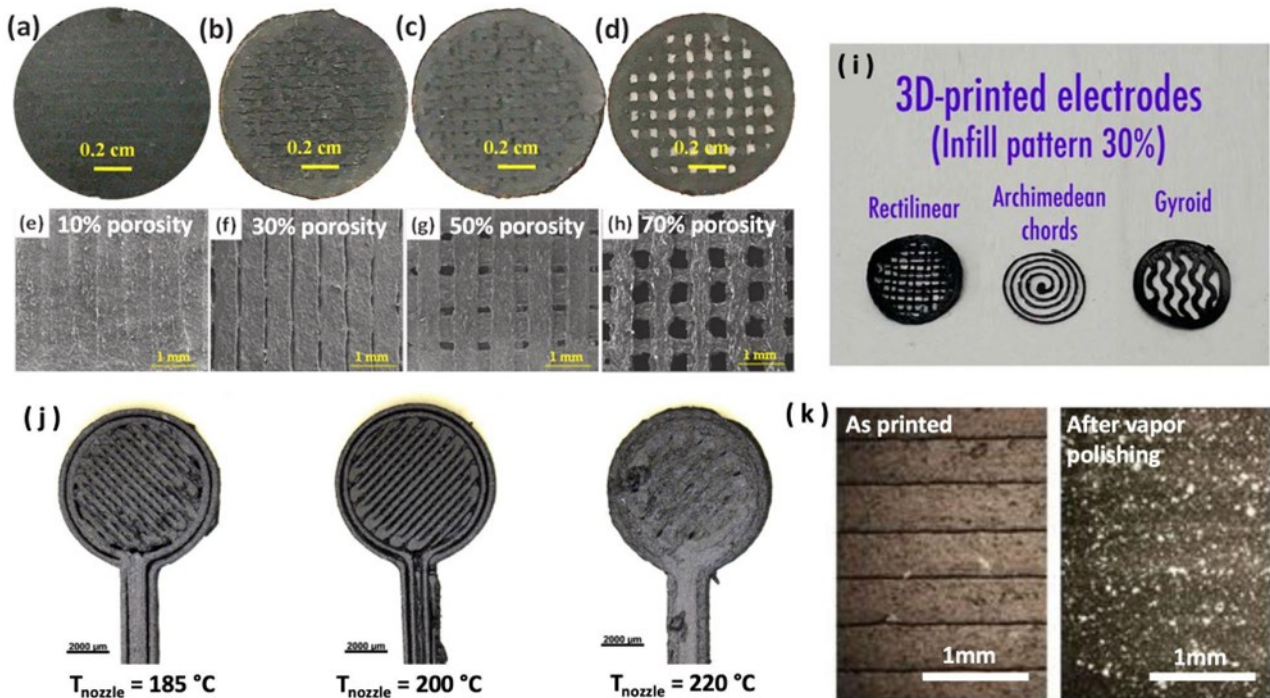 (a)
(b)
(c)
(d)
0.2 cm
0.2 cm
0.2 cm
0.2 cm
(e) 10% porosity
(f) 30% porosity
(g) 50% porosity
(h) 70% porosity
1 mm
1 mm
1 mm
1 mm
( i )
3D-printed electrodes
(Infill pattern 30%)
Rectilinear
Archimedean
chords
Gyroid
( j )
2000 µm
2000 µm
2000 µm
Tnozzle = 185 °C
Tnozzle = 200 °C
Tnozzle = 220 °C
( k )
As printed
After vapor
polishing
1mm
1mm